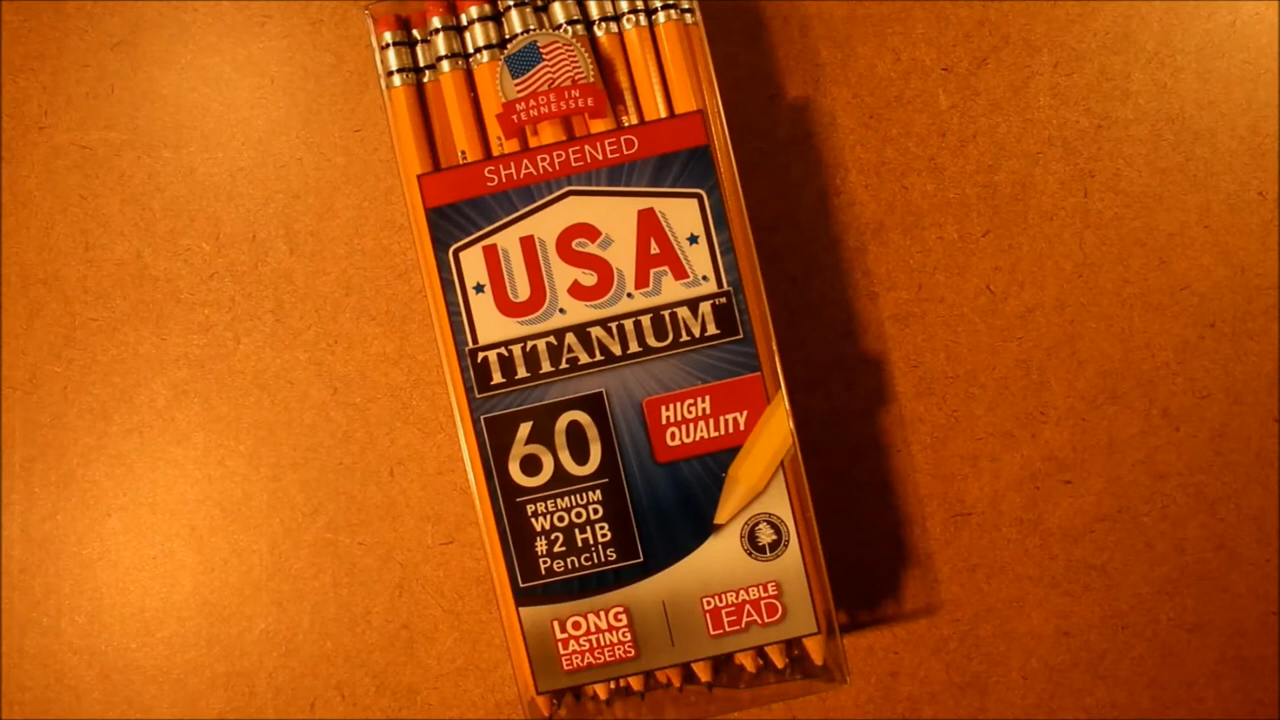 MADE IN
TENNESSEE
SHARPENED
U.S.A.
TITANIUM™
60
PREMIUM
WOOD
#2 HB
Pencils
HIGH
QUALITY
LONG
LASTING
ERASERS
DURABLE
LEAD